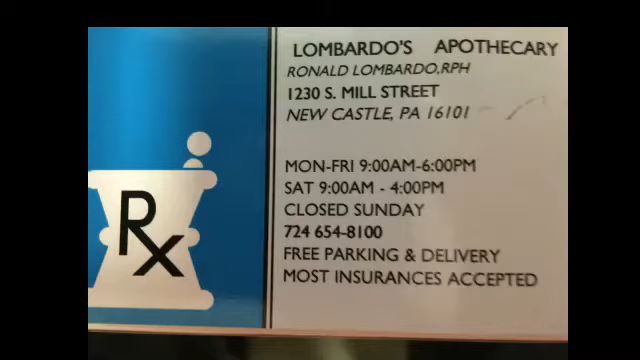 LOMBARDO'S APOTHECARY
RONALD LOMBARDO,RPH
1230 S. MILL STREET
NEW CASTLE, PA 16101
MON-FRI 9:00AM-6:00PM
SAT 9:00AM - 4:00PM
CLOSED SUNDAY
724 654-8100
FREE PARKING & DELIVERY
MOST INSURANCES ACCEPTED
Rx